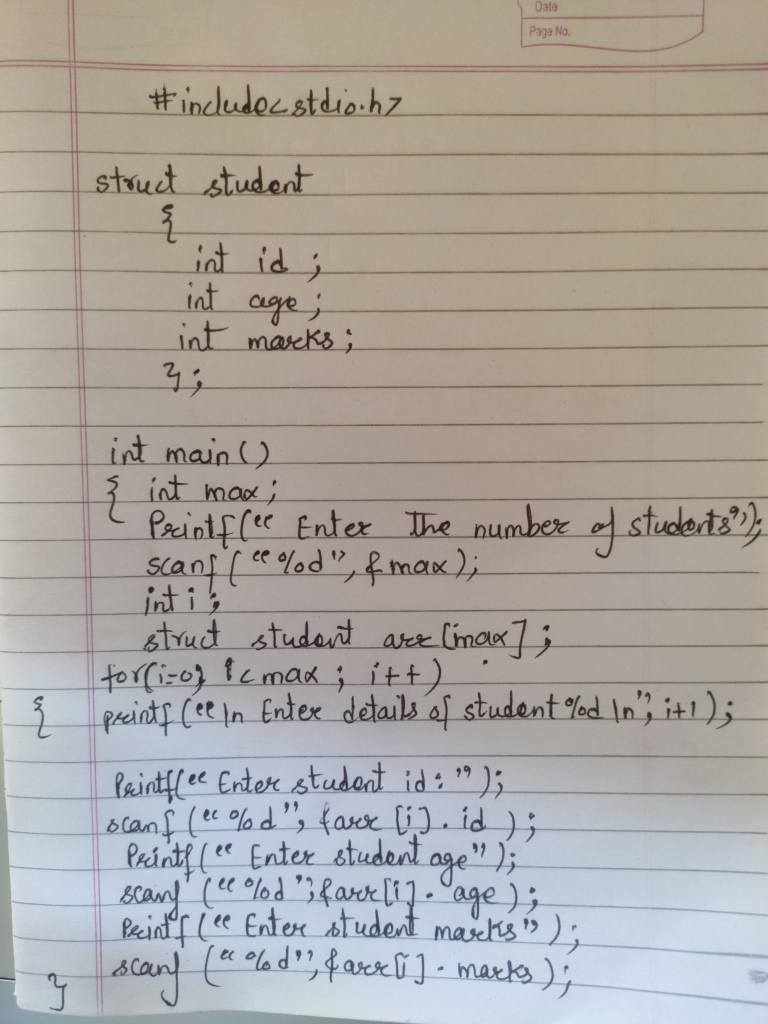 Date
Page No.
#include<stdio.h>
struct student
{
int id;
int age;
int marks;
};
int main()
{ int max;
Printf("Enter The number of students");
scanf("%d",&max);
int i;
struct student arr[max];
for(i=0; i<max; i++)
{ printf("\n Enter details of student %d\n", i+1);
Printf("Enter student id:");
scanf("%d",&arr[i].id);
Printf("Enter student age");
scanf("%d",&arr[i].age);
Printf("Enter student marks");
} scanf("%d",&arr[i].marks);